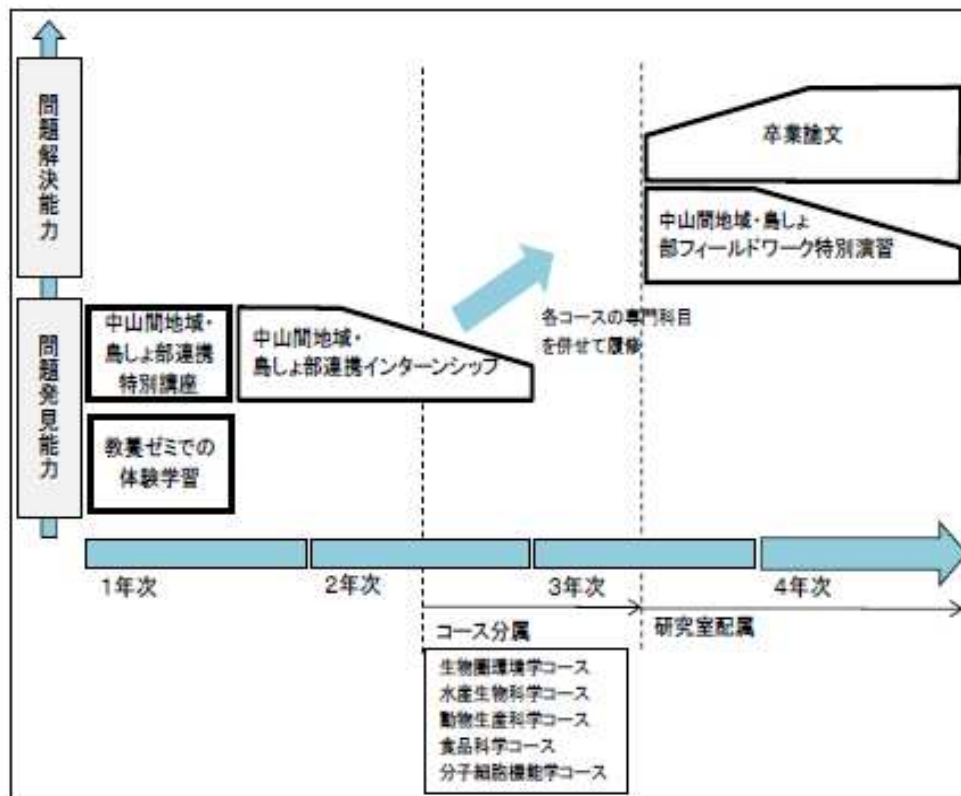 問題解決能力
卒業論文
中山間地域・島しょ
部フィールドワーク特別演習
各コースの専門科目
を併せて履修
問題発見能力
中山間地域・
島しょ部連携
特別講座
中山間地域・
島しょ部連携インターンシップ
教養ゼミでの
体験学習
1年次
2年次
3年次
4年次
コース分属
研究室配属
生物圏環境学コース
水産生物科学コース
動物生産科学コース
食品科学コース
分子細胞機能学コース